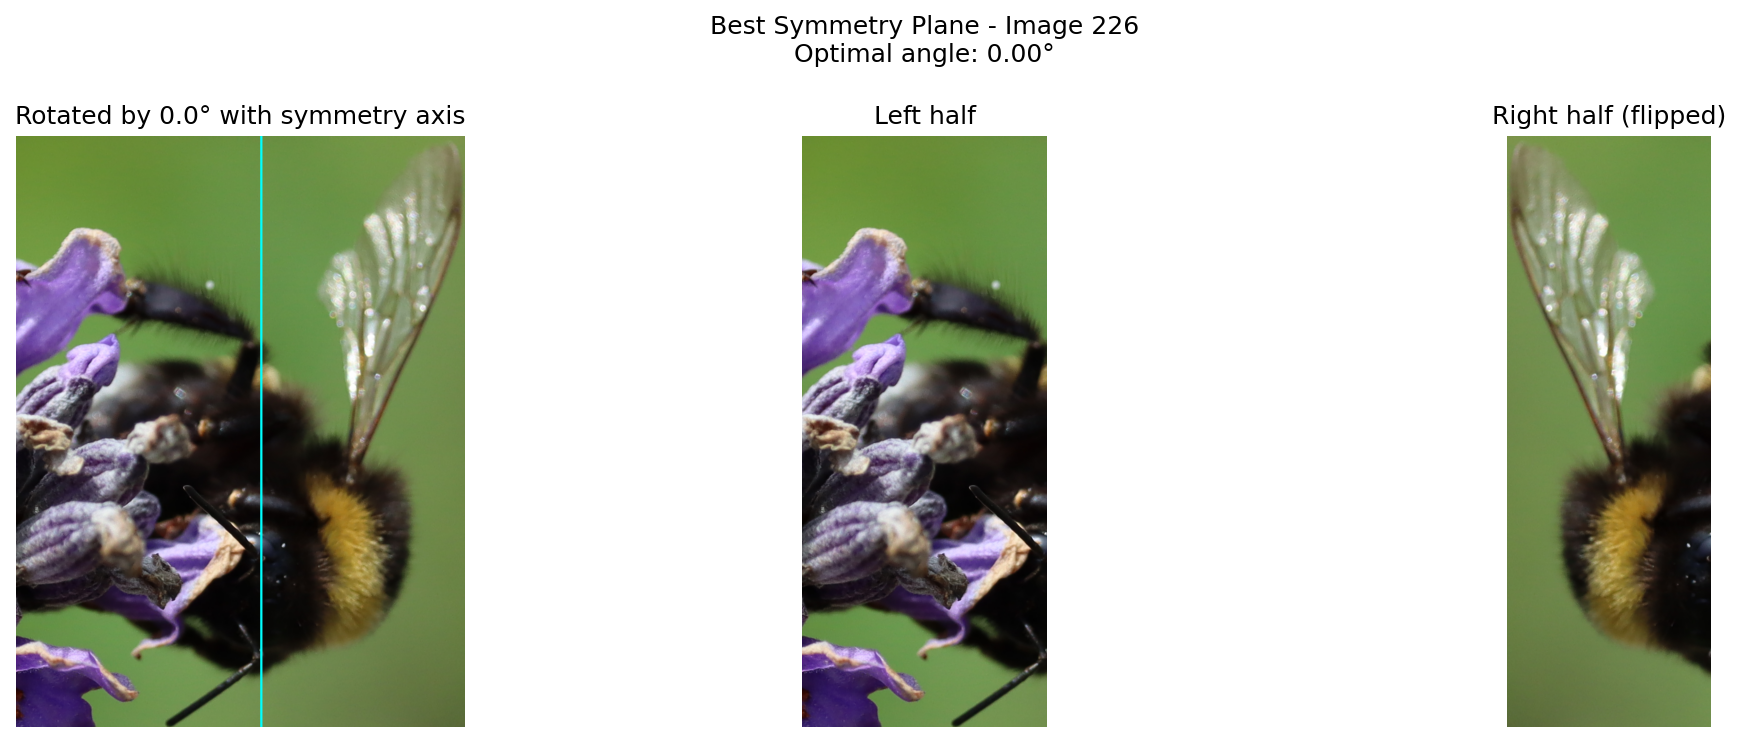 Best Symmetry Plane - Image 226
Optimal angle: 0.00°
Rotated by 0.0° with symmetry axis
Left half
Right half (flipped)